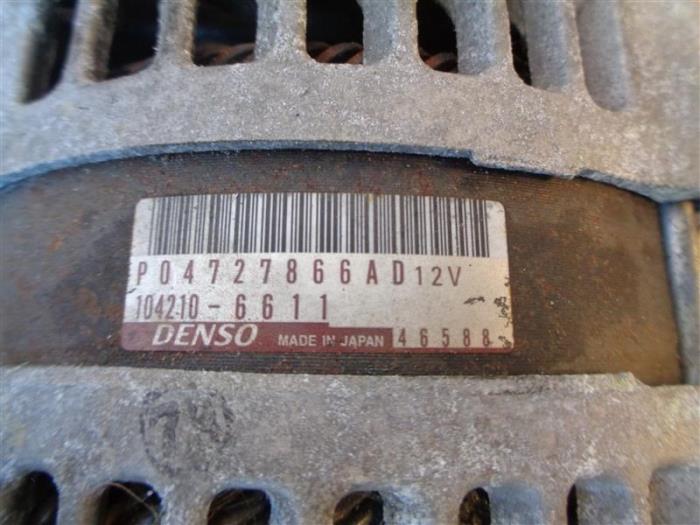 P04727866AD 12V
104210-6611
DENSO MADE IN JAPAN 46588